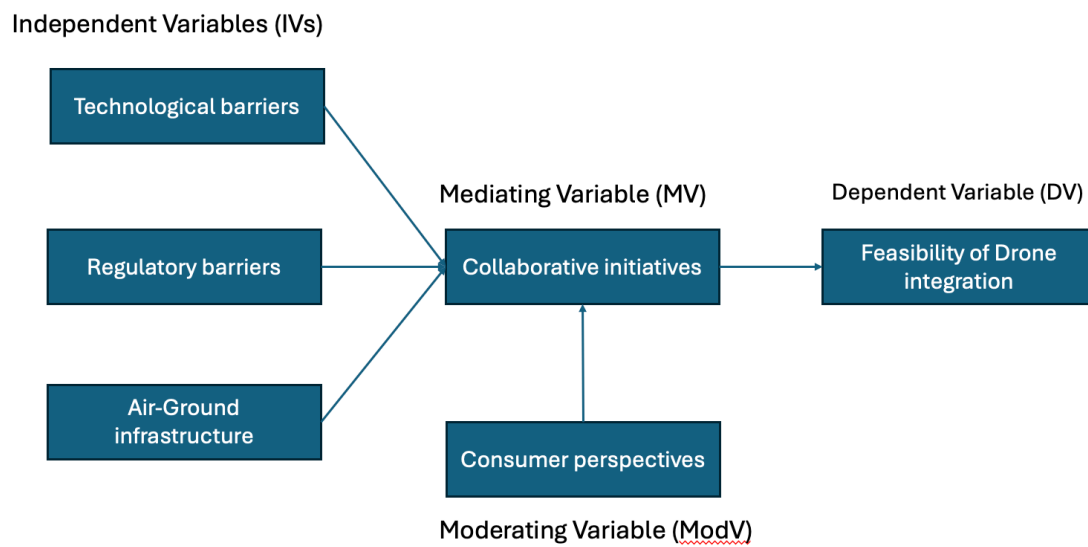 Independent Variables (IVs)
Technological barriers
Mediating Variable (MV)
Dependent Variable (DV)
Regulatory barriers
Collaborative initiatives
Feasibility of Drone
integration
Air-Ground
infrastructure
Consumer perspectives
Moderating Variable (ModV)